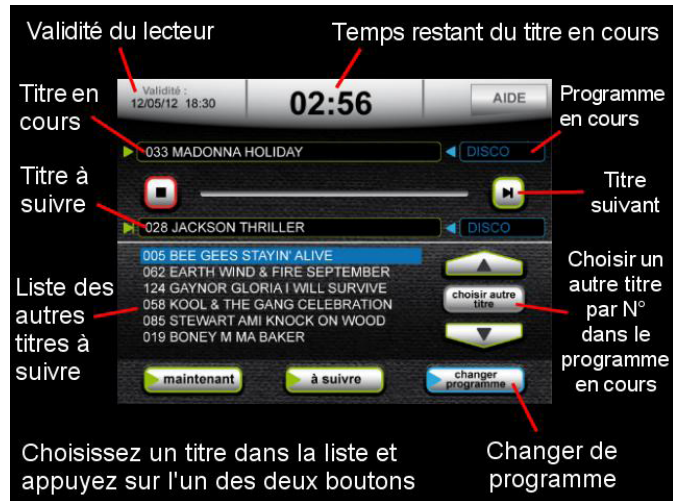 Validité du lecteur
Temps restant du titre en cours
Validité :
12/05/12 18:30
02:56
AIDE
Titre en
cours
Programme
en cours
033 MADONNA HOLIDAY
DISCO
Titre à
suivre
Titre
suivant
028 JACKSON THRILLER
DISCO
005 BEE GEES STAYIN' ALIVE
062 EARTH WIND & FIRE SEPTEMBER
124 GAYNOR GLORIA I WILL SURVIVE
058 KOOL & THE GANG CELEBRATION
085 STEWART AMI KNOCK ON WOOD
019 BONEY M MA BAKER
Liste des
autres
titres à
suivre
choisir autre
titre
Choisir un
autre titre
par N°
dans le
programme
en cours
maintenant
à suivre
changer
programme
Choisissez un titre dans la liste et
appuyez sur l'un des deux boutons
Changer de
programme